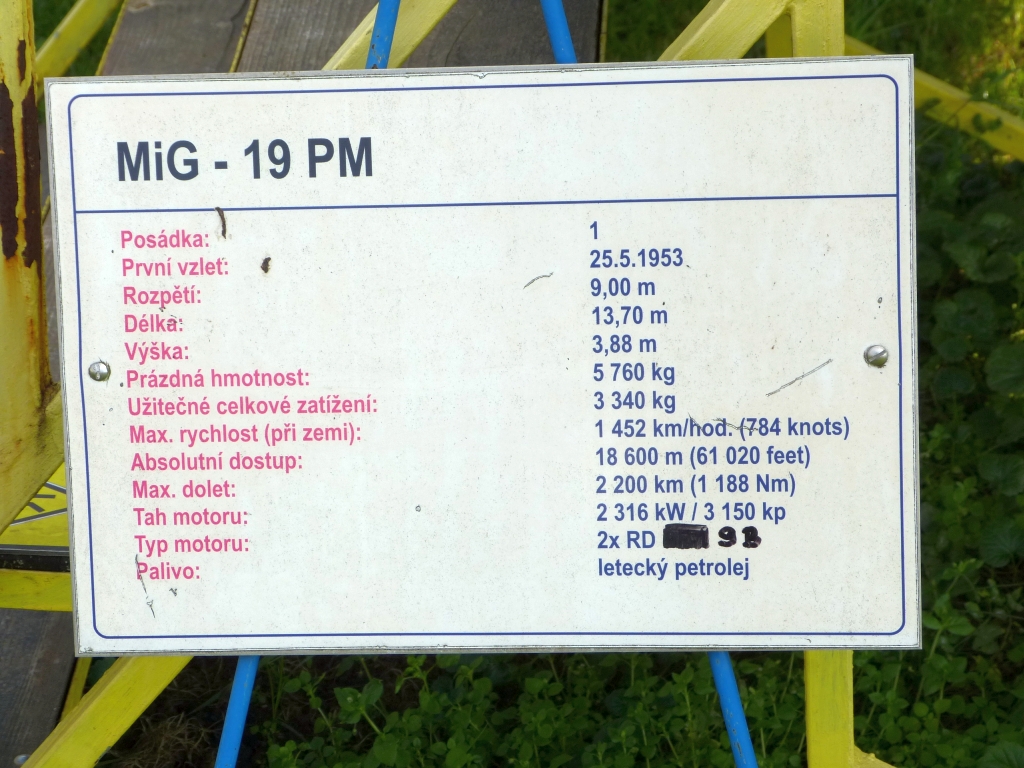 MiG - 19 PM
Posádka: 1
První vzlet: 25.5.1953
Rozpětí: 9,00 m
Délka: 13,70 m
Výška: 3,88 m
Prázdná hmotnost: 5 760 kg
Užitečné celkové zatížení: 3 340 kg
Max. rychlost (při zemi): 1 452 km/hod. (784 knots)
Absolutní dostup: 18 600 m (61 020 feet)
Max. dolet: 2 200 km (1 188 Nm)
Tah motoru: 2 316 kW / 3 150 kp
Typ motoru: 2x RD 9B
Palivo: letecký petrolej